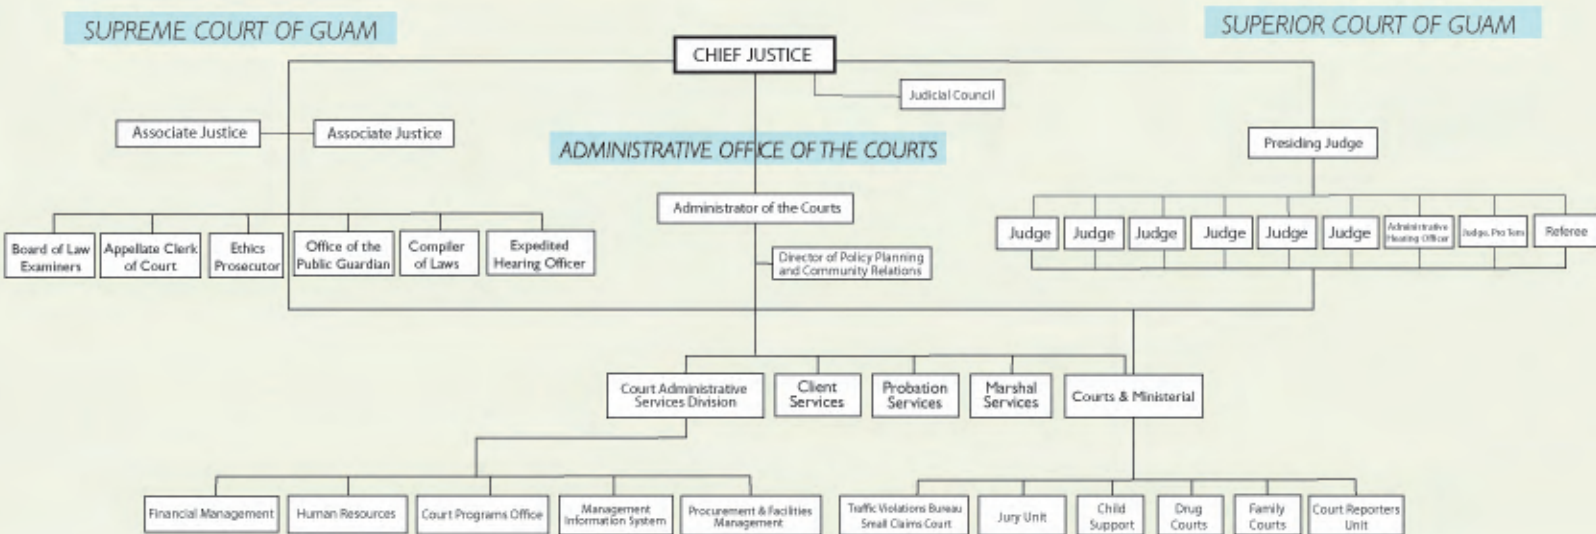 SUPREME COURT OF GUAM
SUPERIOR COURT OF GUAM
CHIEF JUSTICE
Judicial Council
Associate Justice
Associate Justice
ADMINISTRATIVE OFFICE OF THE COURTS
Presiding Judge
Administrator of the Courts
Board of Law
Examiners
Appellate Clerk
of Court
Ethics
Prosecutor
Office of the
Public Guardian
Compiler
of Laws
Expedited
Hearing Officer
Director of Policy Planning
and Community Relations
Judge
Judge
Judge
Judge
Judge
Judge
Administrative
Hearing Officer
Judge, Pro Tem
Referee
Court Administrative
Services Division
Client
Services
Probation
Services
Marshal
Services
Courts & Ministerial
Financial Management
Human Resources
Court Programs Office
Management
Information System
Procurement & Facilities
Management
Traffic Violations Bureau
Small Claims Court
Jury Unit
Child
Support
Drug
Courts
Family
Courts
Court Reporters
Unit